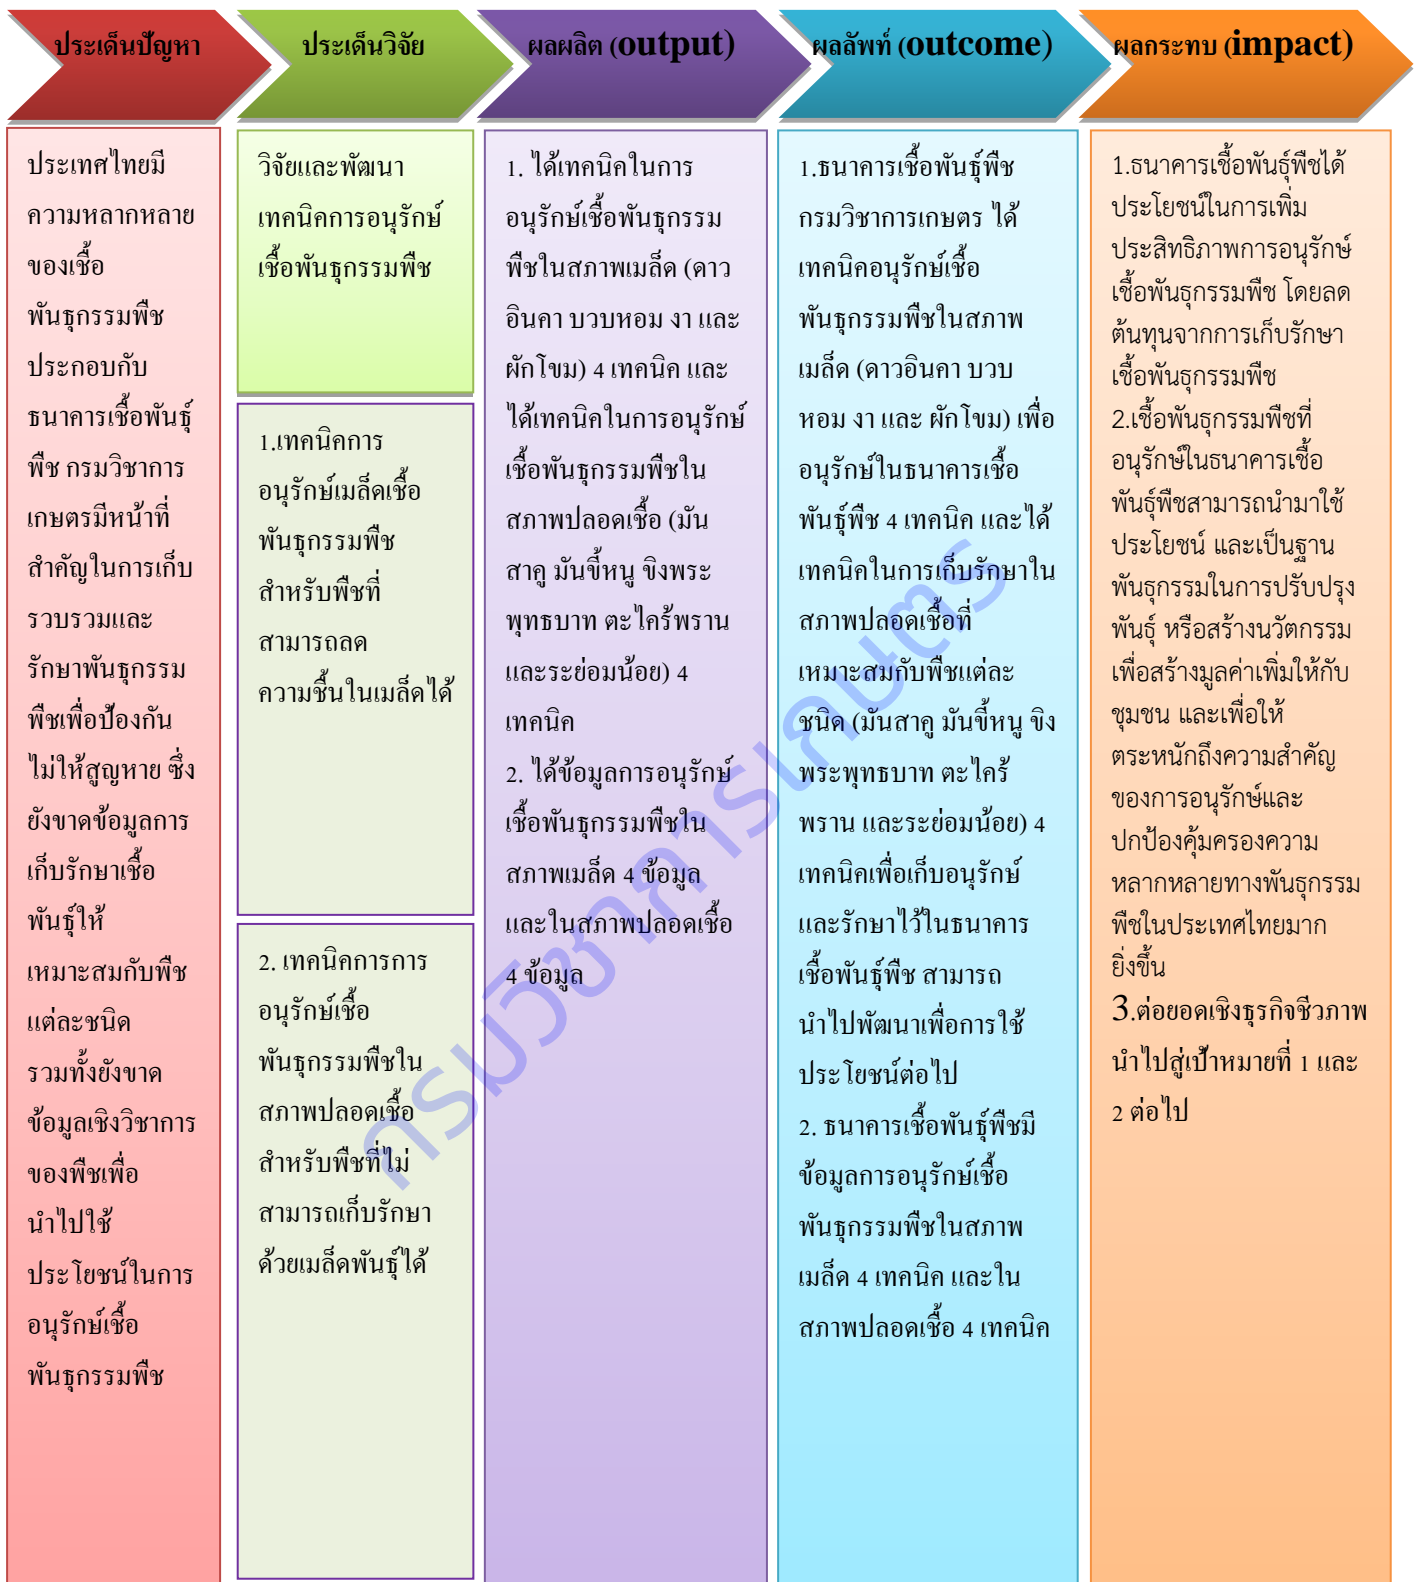 ประเด็นปัญหา
ประเด็นวิจัย
ผลผลิต (output)
ผลลัพท์ (outcome)
ผลกระทบ (impact)
ประเทศไทยมี
ความหลากหลาย
ของเชื้อ
พันธุกรรมพืช
ประกอบกับ
ธนาคารเชื้อพันธุ์
พืช กรมวิชาการ
เกษตรมีหน้าที่
สำคัญในการเก็บ
รวบรวมและ
รักษาพันธุกรรม
พืชเพื่อป้องกัน
ไม่ให้สูญหาย ซึ่ง
ยังขาดข้อมูลการ
เก็บรักษาเชื้อ
พันธุ์ให้
เหมาะสมกับพืช
แต่ละชนิด
รวมทั้งยังขาด
ข้อมูลเชิงวิชาการ
ของพืชเพื่อ
นำไปใช้
ประโยชน์ในการ
อนุรักษ์เชื้อ
พันธุกรรมพืช
วิจัยและพัฒนา
เทคนิคการอนุรักษ์
เชื้อพันธุกรรมพืช
1.เทคนิคการ
อนุรักษ์เมล็ดเชื้อ
พันธุกรรมพืช
สำหรับพืชที่
สามารถลด
ความชื้นในเมล็ดได้
2. เทคนิคการการ
อนุรักษ์เชื้อ
พันธุกรรมพืชใน
สภาพปลอดเชื้อ
สำหรับพืชที่ไม่
สามารถเก็บรักษา
ด้วยเมล็ดพันธุ์ได้
1. ได้เทคนิคในการ
อนุรักษ์เชื้อพันธุกรรม
พืชในสภาพเมล็ด (ดาว
อินคา บวบหอม งา และ
ผักโขม) 4 เทคนิค และ
ได้เทคนิคในการอนุรักษ์
เชื้อพันธุกรรมพืชใน
สภาพปลอดเชื้อ (มัน
สาคู มันขี้หนู ขิงพระ
พุทธบาท ตะไคร้พราน
และระย่อมน้อย) 4
เทคนิค
2. ได้ข้อมูลการอนุรักษ์
เชื้อพันธุกรรมพืชใน
สภาพเมล็ด 4 ข้อมูล
และในสภาพปลอดเชื้อ
4 ข้อมูล
1.ธนาคารเชื้อพันธุ์พืช
กรมวิชาการเกษตร ได้
เทคนิคอนุรักษ์เชื้อ
พันธุกรรมพืชในสภาพ
เมล็ด (ดาวอินคา บวบ
หอม งา และ ผักโขม) เพื่อ
อนุรักษ์ในธนาคารเชื้อ
พันธุ์พืช 4 เทคนิค และได้
เทคนิคในการเก็บรักษาใน
สภาพปลอดเชื้อที่
เหมาะสมกับพืชแต่ละ
ชนิด (มันสาคู มันขี้หนู ขิง
พระพุทธบาท ตะไคร้
พราน และระย่อมน้อย) 4
เทคนิคเพื่อเก็บอนุรักษ์
และรักษาไว้ในธนาคาร
เชื้อพันธุ์พืช สามารถ
นำไปพัฒนาเพื่อการใช้
ประโยชน์ต่อไป
2. ธนาคารเชื้อพันธุ์พืชมี
ข้อมูลการอนุรักษ์เชื้อ
พันธุกรรมพืชในสภาพ
เมล็ด 4 เทคนิค และใน
สภาพปลอดเชื้อ 4 เทคนิค
1.ธนาคารเชื้อพันธุ์พืชได้
ประโยชน์ในการเพิ่ม
ประสิทธิภาพการอนุรักษ์
เชื้อพันธุกรรมพืช โดยลด
ต้นทุนจากการเก็บรักษา
เชื้อพันธุกรรมพืช
2.เชื้อพันธุกรรมพืชที่
อนุรักษ์ในธนาคารเชื้อ
พันธุ์พืชสามารถนำมาใช้
ประโยชน์ และเป็นฐาน
พันธุกรรมในการปรับปรุง
พันธุ์ หรือสร้างนวัตกรรม
เพื่อสร้างมูลค่าเพิ่มให้กับ
ชุมชน และเพื่อให้
ตระหนักถึงความสำคัญ
ของการอนุรักษ์และ
ปกป้องคุ้มครองความ
หลากหลายทางพันธุกรรม
พืชในประเทศไทยมาก
ยิ่งขึ้น
3.ต่อยอดเชิงธุรกิจชีวภาพ
นำไปสู่เป้าหมายที่ 1 และ
2 ต่อไป
กรมวิชาการเกษตร